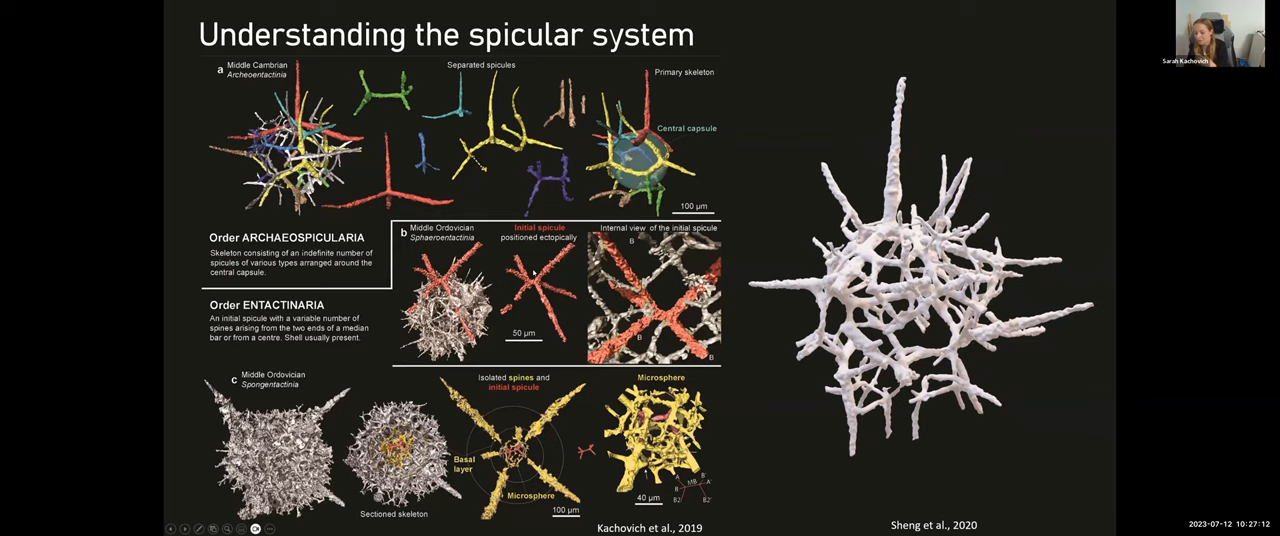 Understanding the spicular system
a Middle Cambrian
Archeoentactinia
Separated spicules
Primary skeleton
Central capsule
100 µm
Order ARCHAEOSPICULARIA
Skeleton consisting of an indefinite number of
spicules of various types arranged around the
central capsule.
b Middle Ordovician
Sphaeroentactinia
Initial spicule
positioned ectopically
Internal view of the initial spicule
B
B
B
50 µm
Order ENTACTINARIA
An initial spicule with a variable number of
spines arising from the two ends of a median
bar or from a centre. Shell usually present.
c Middle Ordovician
Spongentactinia
Sectioned skeleton
Isolated spines and
initial spicule
Basal
layer
Microsphere
100 µm
Microsphere
40 µm
A
B'
B
MB
A'
B2
B2'
Kachovich et al., 2019
Sheng et al., 2020
Sarah Kachovich
2023-07-12 10:27:12